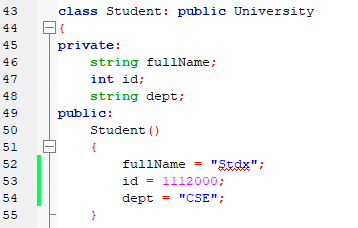 43 class Student: public University
44 {
45 private:
46 string fullName;
47 int id;
48 string dept;
49 public:
50 Student()
51 {
52 fullName = "Stdx";
53 id = 1112000;
54 dept = "CSE";
55 }